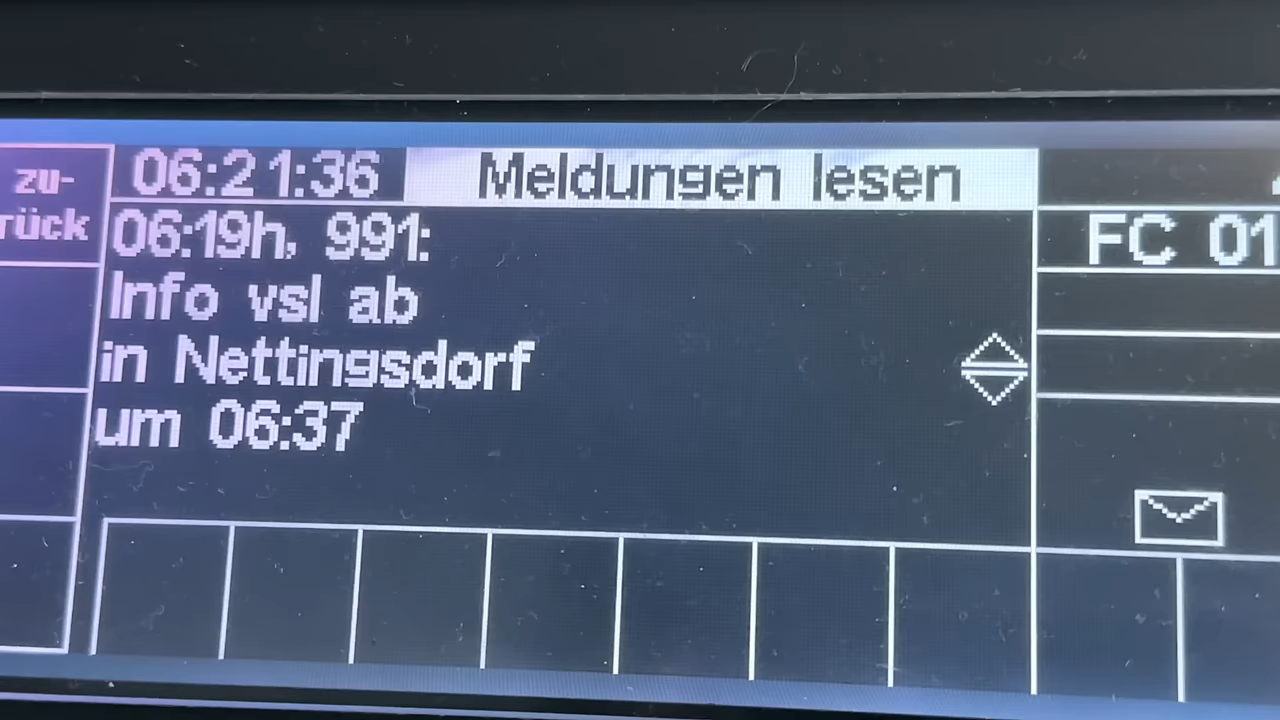 zu-
rück
06:21:36
Meldungen lesen
06:19h, 991:
Info vsl ab
in Nettingsdorf
um 06:37
FC 01